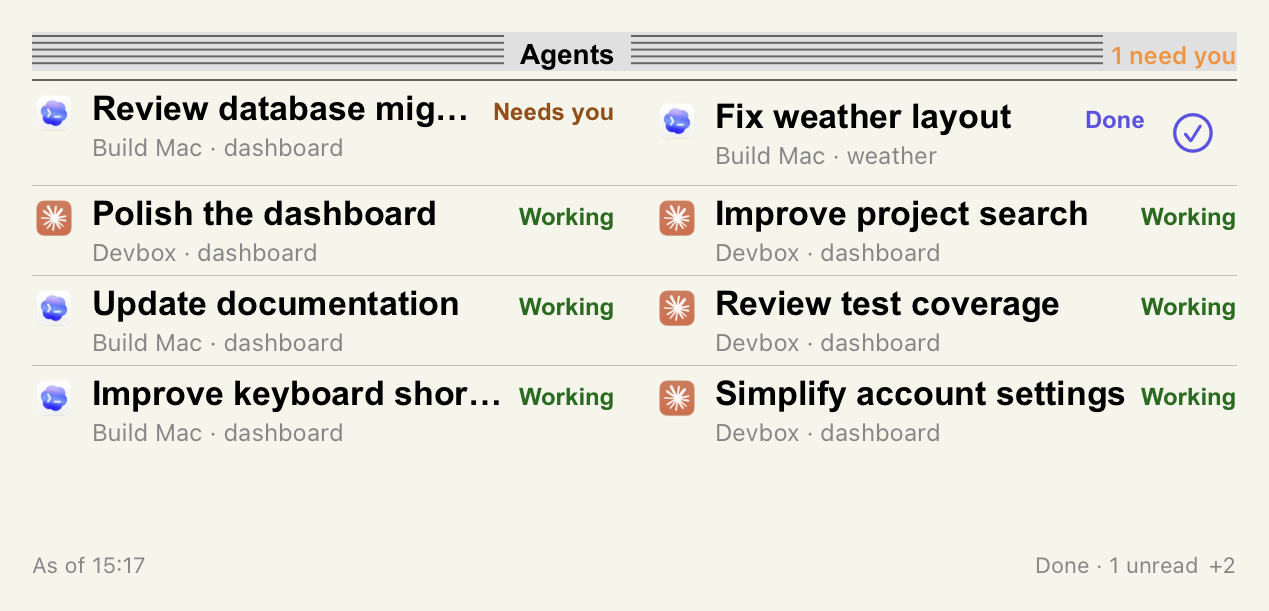 Agents
1 need you
Review database mig… Needs you
Build Mac · dashboard
Fix weather layout Done
Build Mac · weather
Polish the dashboard Working
Devbox · dashboard
Improve project search Working
Devbox · dashboard
Update documentation Working
Build Mac · dashboard
Review test coverage Working
Devbox · dashboard
Improve keyboard shor… Working
Build Mac · dashboard
Simplify account settings Working
Devbox · dashboard
As of 15:17
Done · 1 unread +2